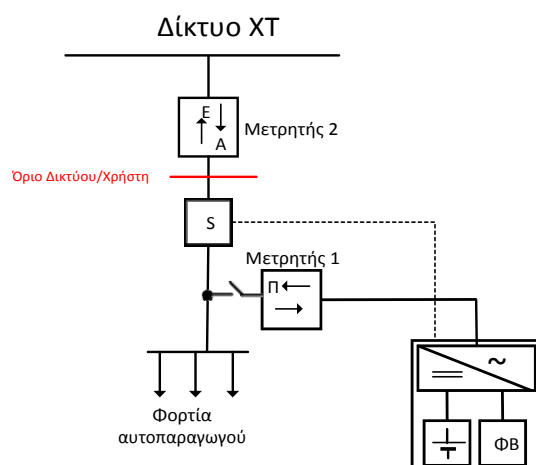 Δίκτυο ΧΤ
Ε
Α
Μετρητής 2
Όριο Δικτύου/Χρήστη
S
Μετρητής 1
Π
~
Φορτία
αυτοπαραγωγού
ΦΒ